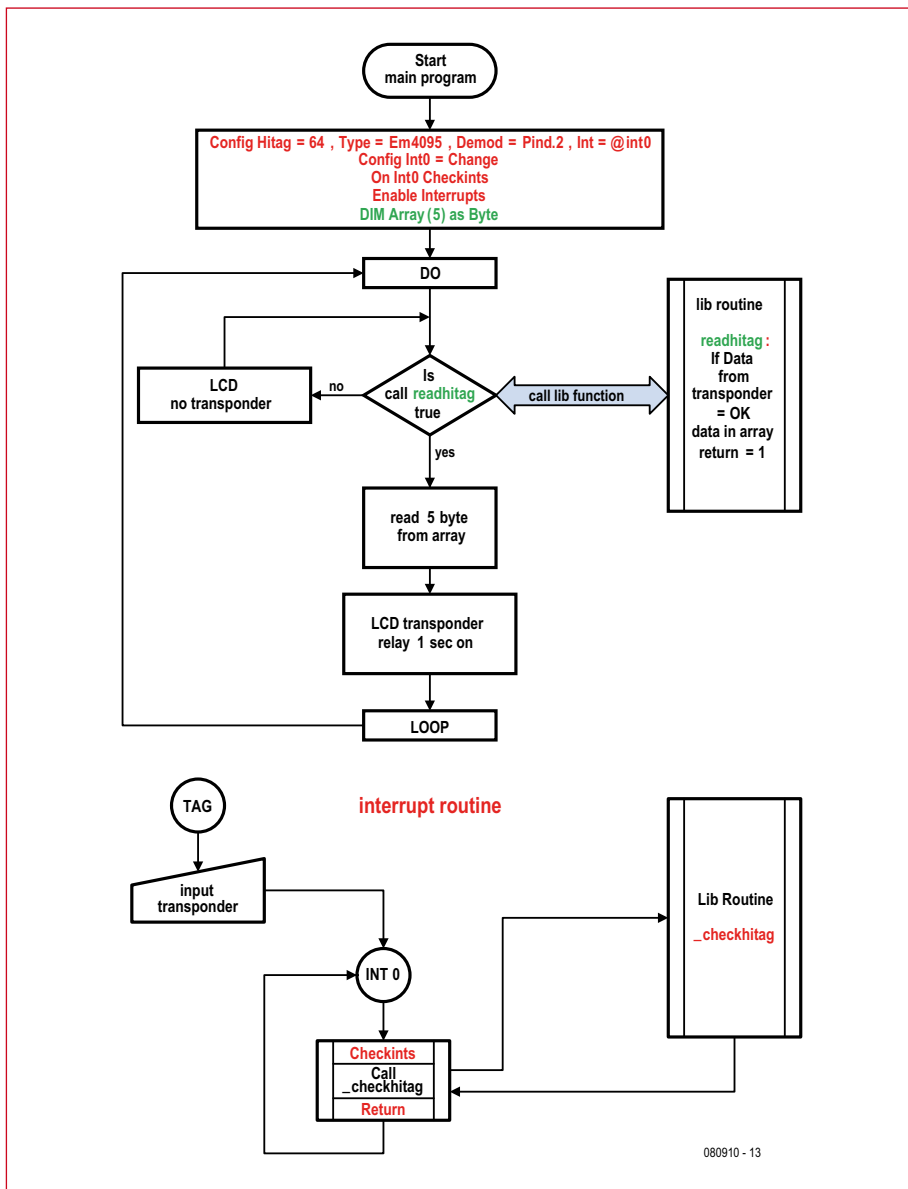 Start
main program
Config Hitag = 64 , Type = Em4095 , Demod = Pind.2 , Int = @int0
Config Int0 = Change
On Int0 Checkints
Enable Interrupts
DIM Array (5) as Byte
DO
lib routine
readhitag :
If Data
from
transponder
= OK
data in array
return = 1
LCD
no transponder
no
Is
call readhitag
true
call lib function
yes
read 5 byte
from array
LCD transponder
relay 1 sec on
LOOP
interrupt routine
TAG
input
transponder
INT 0
Checkints
Call
_checkhitag
Return
Lib Routine
_checkhitag
080910 - 13